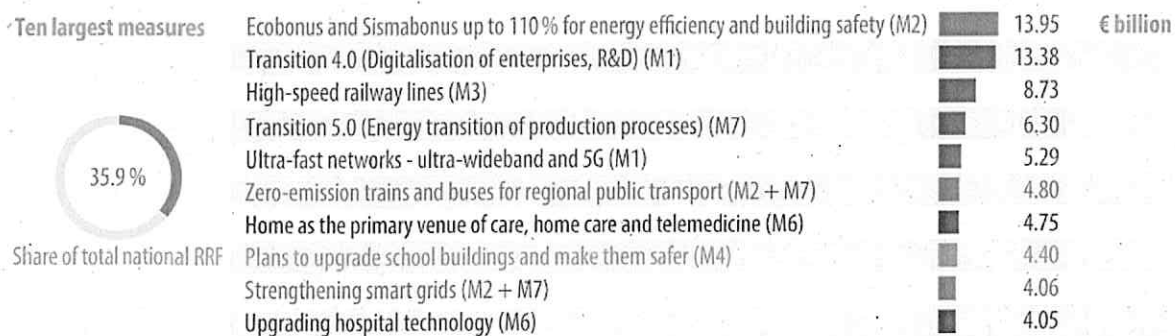 Ten largest measures
Ecobonus and Sismabonus up to 110 % for energy efficiency and building safety (M2) 13.95 € billion
Transition 4.0 (Digitalisation of enterprises, R&D) (M1) 13.38
High-speed railway lines (M3) 8.73
Transition 5.0 (Energy transition of production processes) (M7) 6.30
Ultra-fast networks - ultra-wideband and 5G (M1) 5.29
Zero-emission trains and buses for regional public transport (M2 + M7) 4.80
Home as the primary venue of care, home care and telemedicine (M6) 4.75
Plans to upgrade school buildings and make them safer (M4) 4.40
Strengthening smart grids (M2 + M7) 4.06
Upgrading hospital technology (M6) 4.05
35.9 %
Share of total national RRF